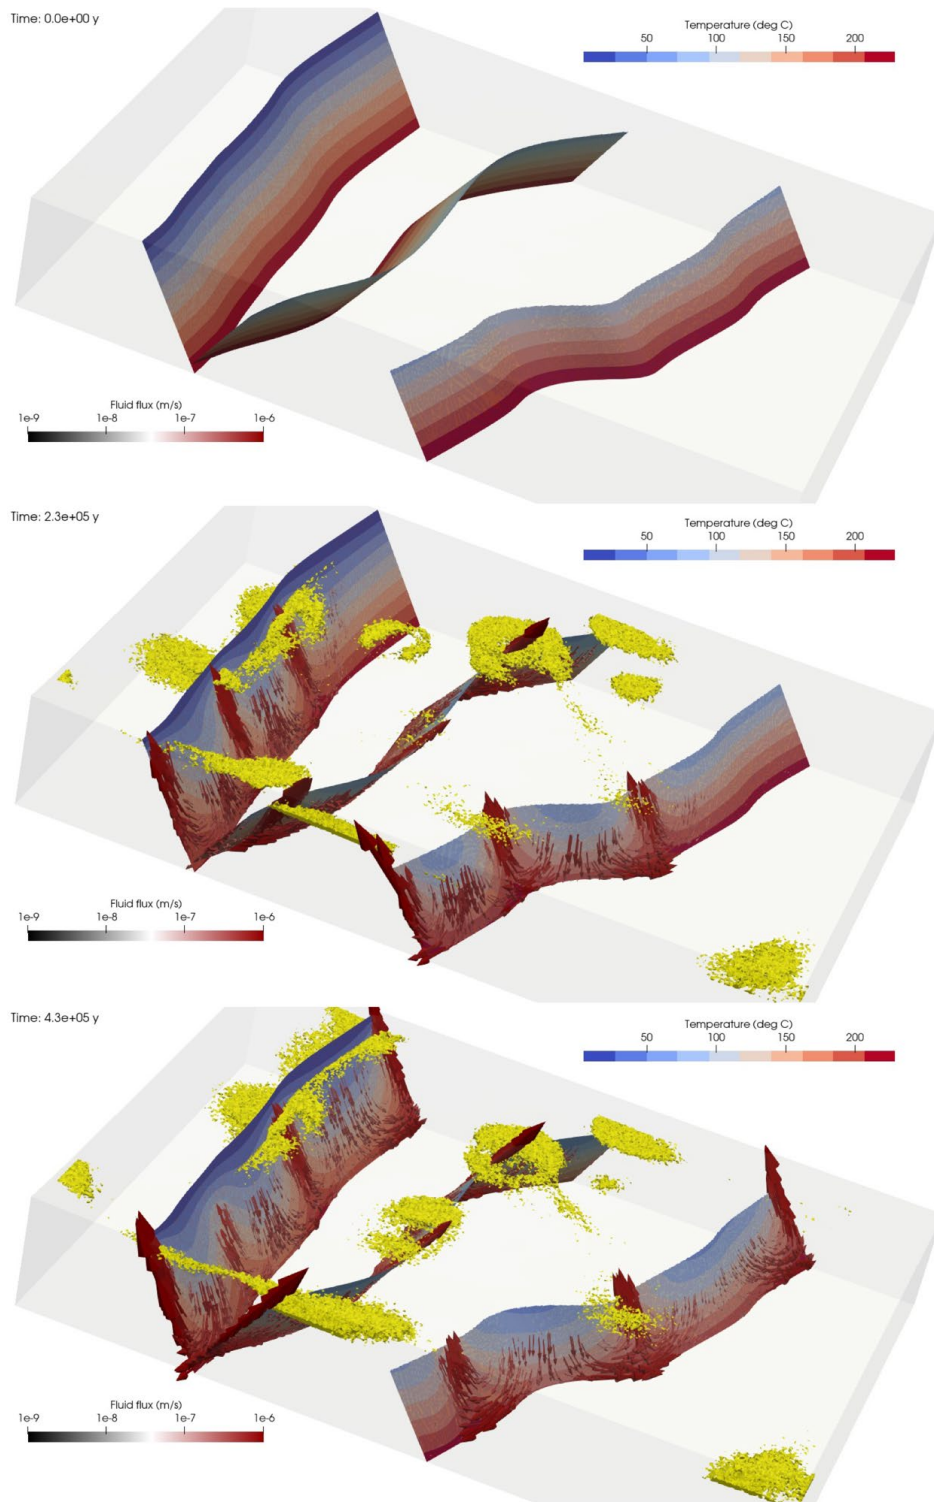 Time: 0.0e+00 y
Temperature (deg C)
50 100 150 200
Fluid flux (m/s)
1e-9 1e-8 1e-7 1e-6
Time: 2.3e+05 y
Temperature (deg C)
50 100 150 200
Fluid flux (m/s)
1e-9 1e-8 1e-7 1e-6
Time: 4.3e+05 y
Temperature (deg C)
50 100 150 200
Fluid flux (m/s)
1e-9 1e-8 1e-7 1e-6